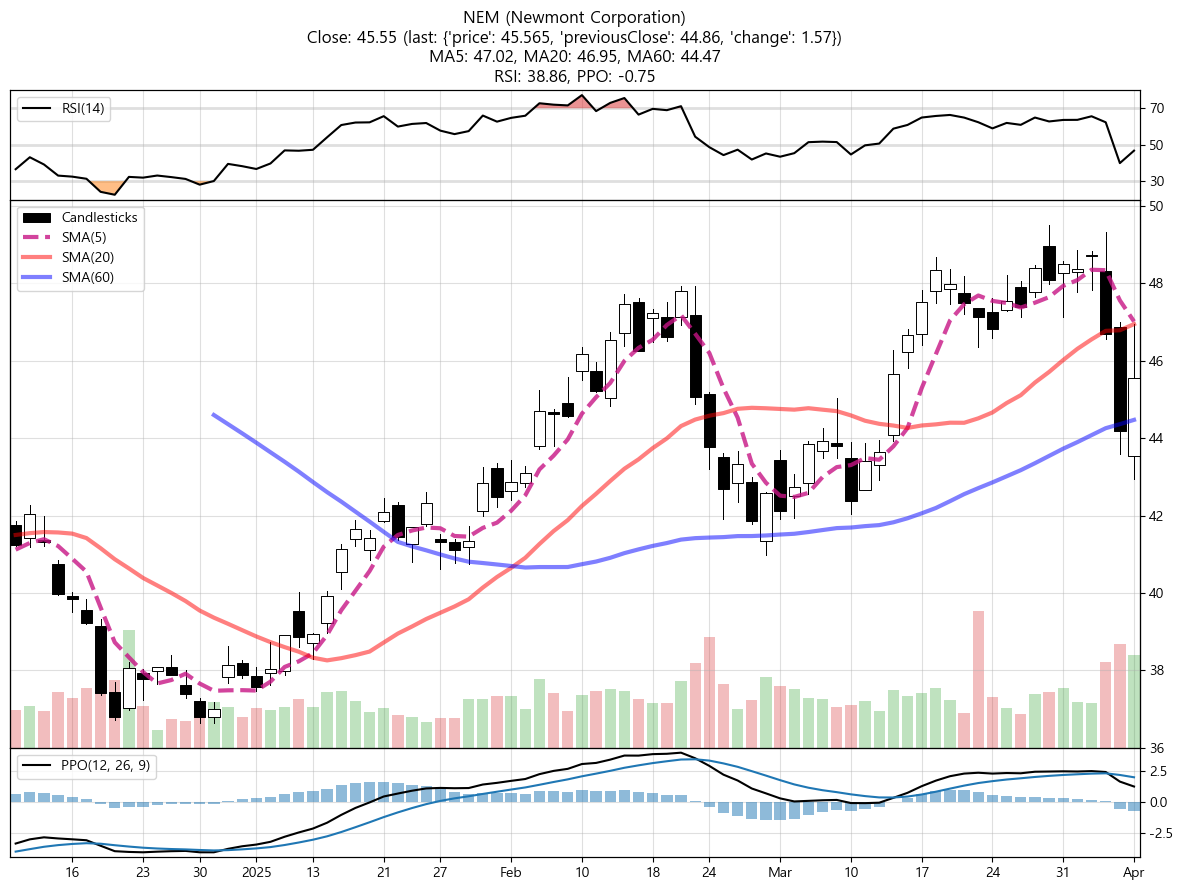 NEM (Newmont Corporation)
Close: 45.55 (last: {'price': 45.565, 'previousClose': 44.86, 'change': 1.57})
MA5: 47.02, MA20: 46.95, MA60: 44.47
RSI: 38.86, PPO: -0.75
RSI(14)
70
50
30
Candlesticks
SMA(5)
SMA(20)
SMA(60)
50
48
46
44
42
40
38
36
PPO(12, 26, 9)
2.5
0.0
−2.5
16
23
30
2025
13
21
27
Feb
10
18
24
Mar
10
17
24
31
Apr